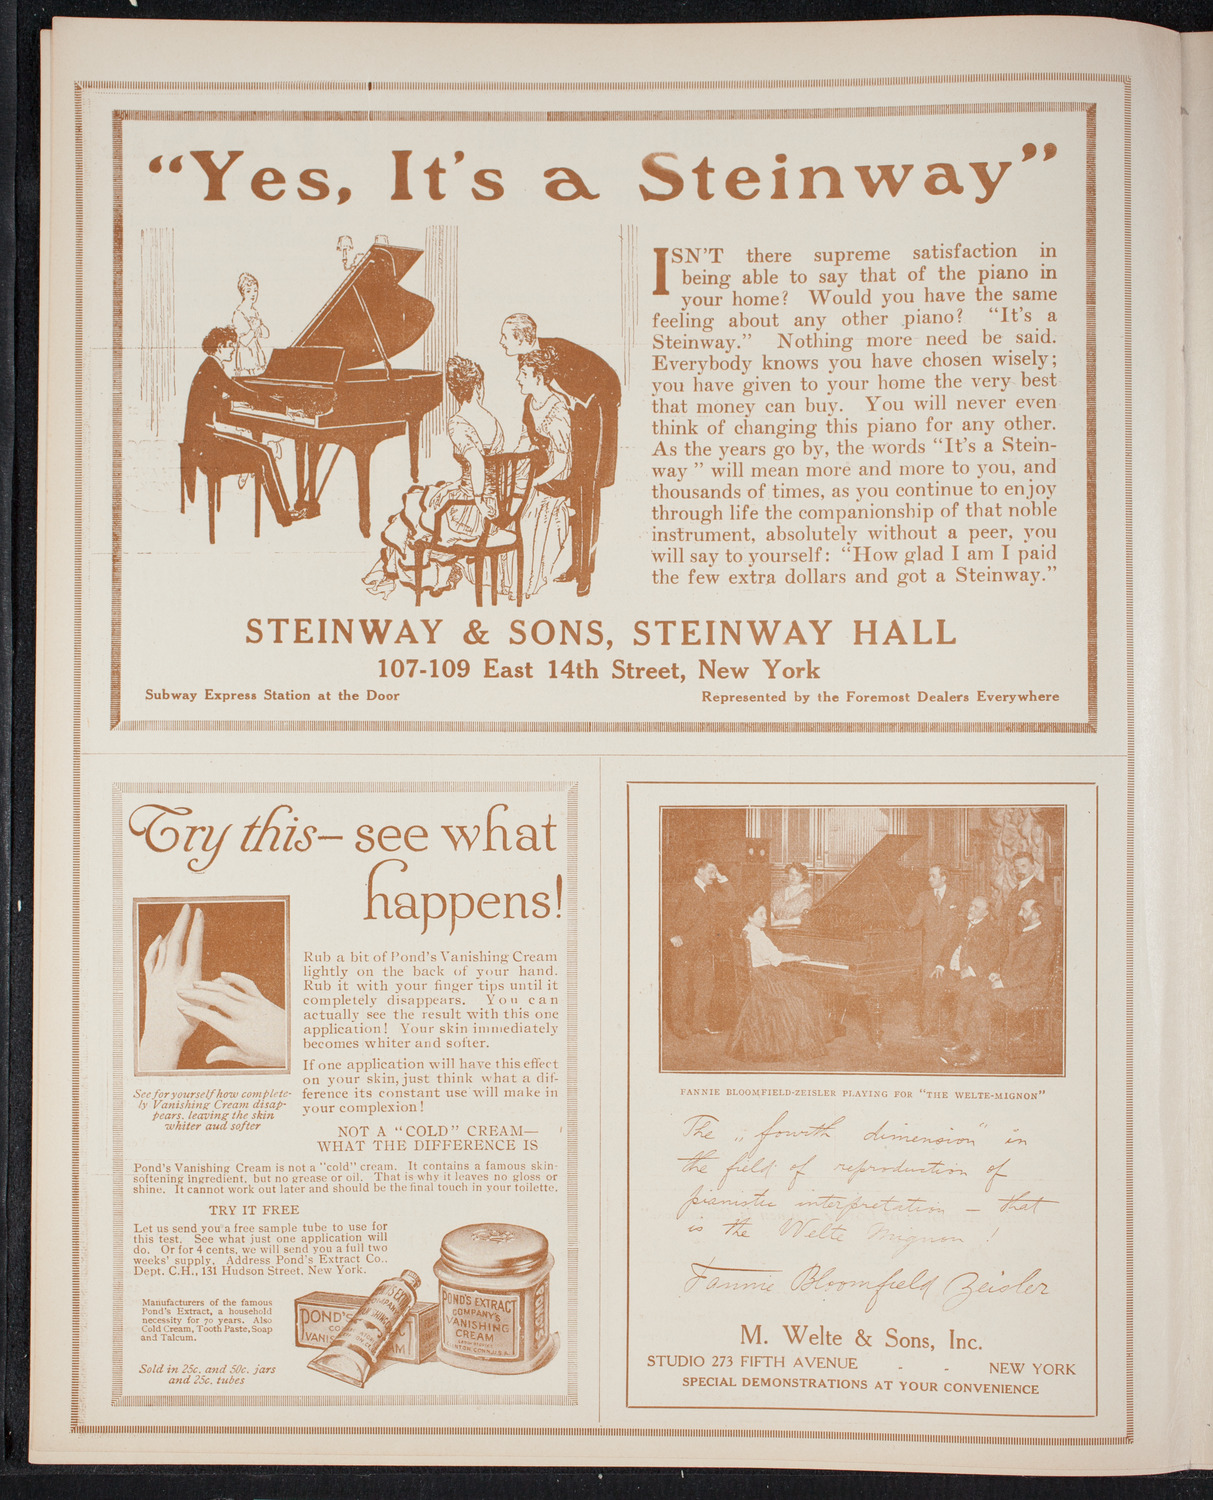 “Yes, It's a Steinway”
ISN'T there supreme satisfaction in
being able to say that of the piano in
your home? Would you have the same
feeling about any other piano? “It's a
Steinway.” Nothing more need be said.
Everybody knows you have chosen wisely;
you have given to your home the very best
that money can buy. You will never even
think of changing this piano for any other.
As the years go by, the words “It's a Stein-
way ” will mean more and more to you, and
thousands of times, as you continue to enjoy
through life the companionship of that noble
instrument, absolutely without a peer, you
will say to yourself: “How glad I am I paid
the few extra dollars and got a Steinway.”
STEINWAY & SONS, STEINWAY HALL
107-109 East 14th Street, New York
Subway Express Station at the Door
Represented by the Foremost Dealers Everywhere
Try this— see what
happens!
Rub a bit of Pond's Vanishing Cream
lightly on the back of your hand.
Rub it with your finger tips until it
completely disappears. You can
actually see the result with this one
application! Your skin immediately
becomes whiter and softer.
If one application will have this effect
on your skin, just think what a dif-
ference its constant use will make in
your complexion!
See for yourself how complete-
ly Vanishing Cream disap-
pears, leaving the skin
whiter and softer
NOT A “COLD” CREAM—
WHAT THE DIFFERENCE IS
Pond's Vanishing Cream is not a “cold” cream. It contains a famous skin-
softening ingredient, but no grease or oil. That is why it leaves no gloss or
shine. It cannot work out later and should be the final touch in your toilette.
TRY IT FREE
Let us send you a free sample tube to use for
this test. See what just one application will
do. Or for 4 cents, we will send you a full two
weeks' supply. Address Pond's Extract Co.,
Dept. C.H., 131 Hudson Street, New York.
Manufacturers of the famous
Pond's Extract, a household
necessity for 70 years. Also
Cold Cream, Tooth Paste, Soap
and Talcum.
Sold in 25c. and 50c. jars
and 25c. tubes
POND'S
VANIS
POND'S EXTRACT
COMPANY'S
VANISHING
CREAM
FANNIE BLOOMFIELD-ZEISLER PLAYING FOR “THE WELTE-MIGNON”
The „fourth dimension” in
the field of reproduction of
pianistic interpretation – that
is the Welte Mignon !
Fannie Bloomfield Zeisler
M. Welte & Sons, Inc.
STUDIO 273 FIFTH AVENUE - - NEW YORK
SPECIAL DEMONSTRATIONS AT YOUR CONVENIENCE